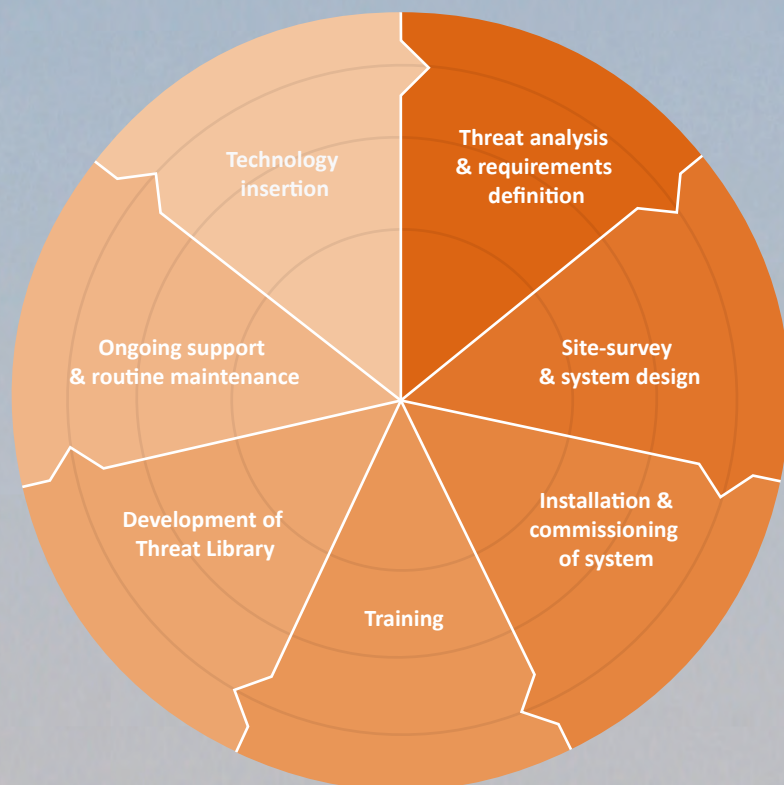 Threat analysis
& requirements
definition
Site-survey
& system design
Installation &
commissioning
of system
Training
Development of
Threat Library
Ongoing support
& routine maintenance
Technology
insertion